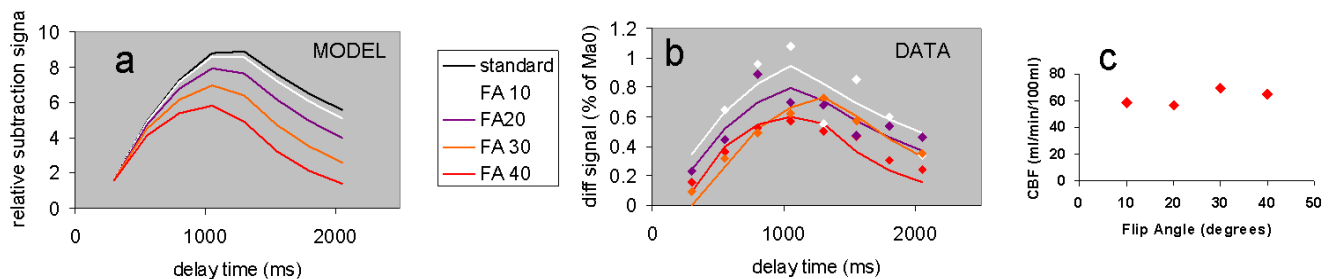 a
MODEL
relative subtraction signa
10
8
6
4
2
0
0
1000
2000
delay time (ms)
standard
FA 10
FA20
FA 30
FA 40
b
DATA
diff signal (% of Ma0)
1.2
1
0.8
0.6
0.4
0.2
0
0
1000
2000
delay time (ms)
c
CBF (ml/min/100ml)
80
60
40
20
0
0
10
20
30
40
50
Flip Angle (degrees)